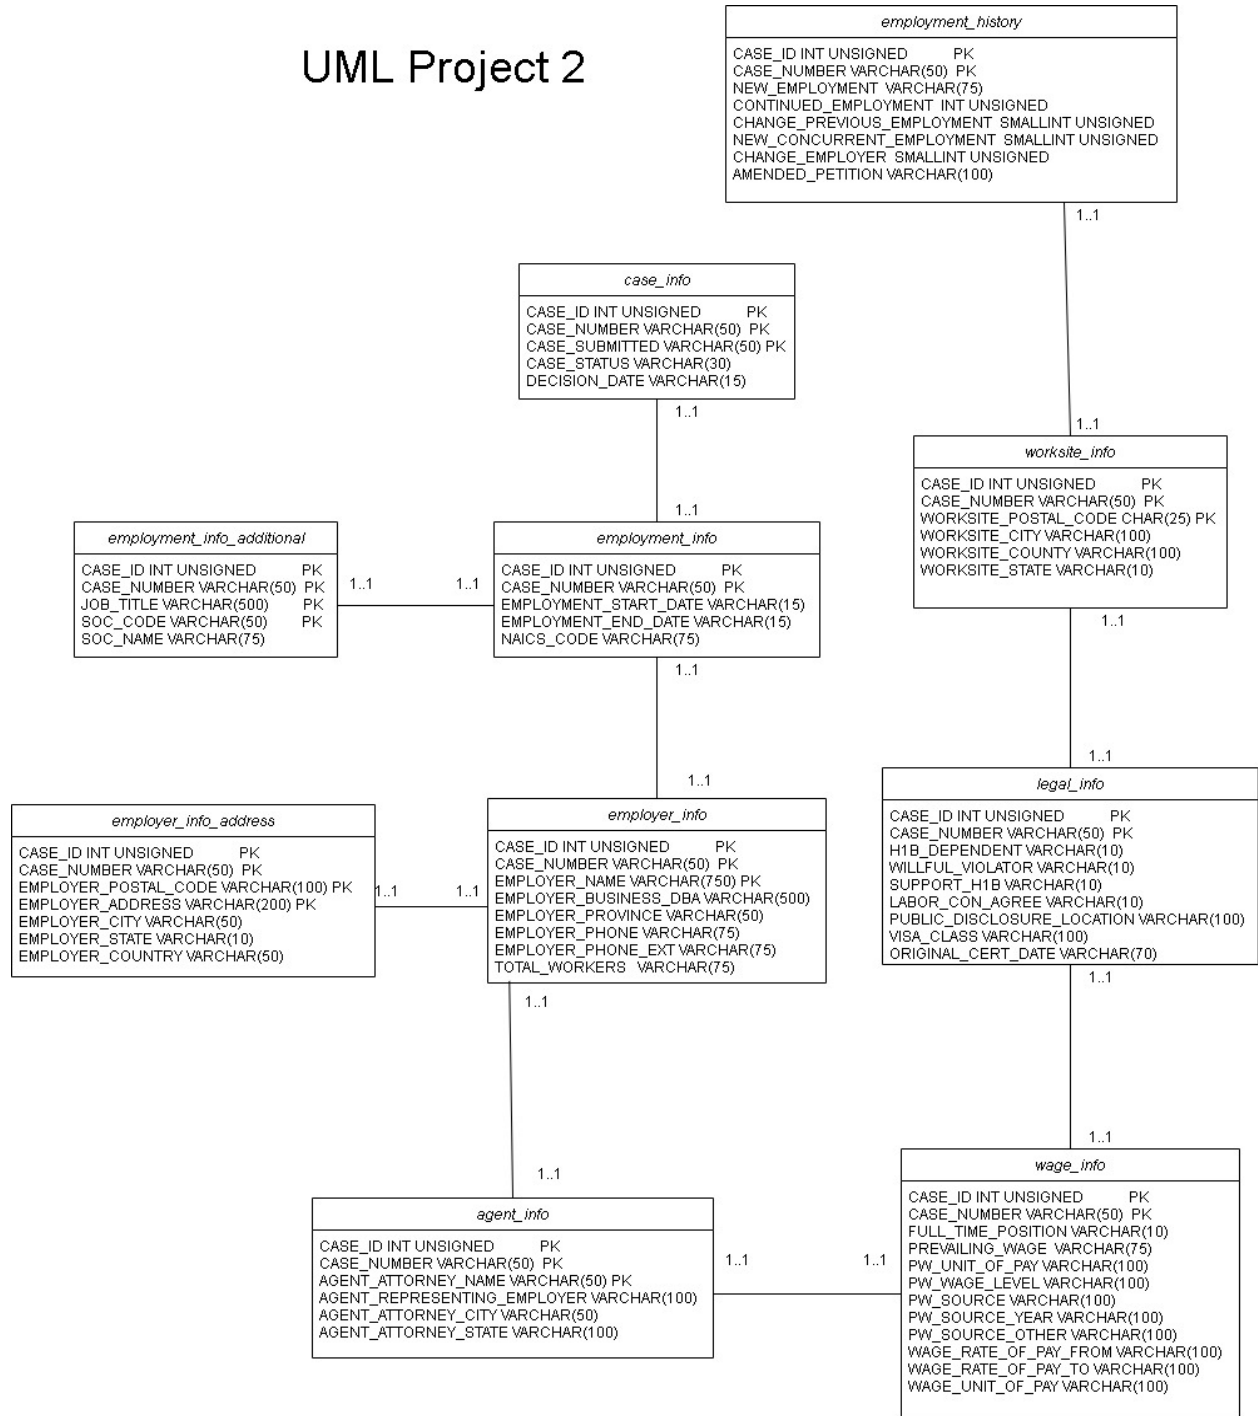 UML Project 2
employment_history
CASE_ID INT UNSIGNED PK
CASE_NUMBER VARCHAR(50) PK
NEW_EMPLOYMENT VARCHAR(75)
CONTINUED_EMPLOYMENT INT UNSIGNED
CHANGE_PREVIOUS_EMPLOYMENT SMALLINT UNSIGNED
NEW_CONCURRENT_EMPLOYMENT SMALLINT UNSIGNED
CHANGE_EMPLOYER SMALLINT UNSIGNED
AMENDED_PETITION VARCHAR(100)
1..1
case_info
CASE_ID INT UNSIGNED PK
CASE_NUMBER VARCHAR(50) PK
CASE_SUBMITTED VARCHAR(50) PK
CASE_STATUS VARCHAR(30)
DECISION_DATE VARCHAR(15)
1..1
1..1
worksite_info
CASE_ID INT UNSIGNED PK
CASE_NUMBER VARCHAR(50) PK
WORKSITE_POSTAL_CODE CHAR(25) PK
WORKSITE_CITY VARCHAR(100)
WORKSITE_COUNTY VARCHAR(100)
WORKSITE_STATE VARCHAR(10)
1..1
1..1
employment_info_additional
CASE_ID INT UNSIGNED PK
CASE_NUMBER VARCHAR(50) PK
JOB_TITLE VARCHAR(500) PK
SOC_CODE VARCHAR(50) PK
SOC_NAME VARCHAR(75)
1..1 1..1
employment_info
CASE_ID INT UNSIGNED PK
CASE_NUMBER VARCHAR(50) PK
EMPLOYMENT_START_DATE VARCHAR(15)
EMPLOYMENT_END_DATE VARCHAR(15)
NAICS_CODE VARCHAR(75)
1..1
1..1
1..1
employer_info_address
CASE_ID INT UNSIGNED PK
CASE_NUMBER VARCHAR(50) PK
EMPLOYER_POSTAL_CODE VARCHAR(100) PK
EMPLOYER_ADDRESS VARCHAR(200) PK
EMPLOYER_CITY VARCHAR(50)
EMPLOYER_STATE VARCHAR(10)
EMPLOYER_COUNTRY VARCHAR(50)
1..1 1..1
employer_info
CASE_ID INT UNSIGNED PK
CASE_NUMBER VARCHAR(50) PK
EMPLOYER_NAME VARCHAR(750) PK
EMPLOYER_BUSINESS_DBA VARCHAR(500)
EMPLOYER_PROVINCE VARCHAR(50)
EMPLOYER_PHONE VARCHAR(75)
EMPLOYER_PHONE_EXT VARCHAR(75)
TOTAL_WORKERS VARCHAR(75)
1..1
legal_info
CASE_ID INT UNSIGNED PK
CASE_NUMBER VARCHAR(50) PK
H1B_DEPENDENT VARCHAR(10)
WILLFUL_VIOLATOR VARCHAR(10)
SUPPORT_H1B VARCHAR(10)
LABOR_CON_AGREE VARCHAR(10)
PUBLIC_DISCLOSURE_LOCATION VARCHAR(100)
VISA_CLASS VARCHAR(100)
ORIGINAL_CERT_DATE VARCHAR(70)
1..1
1..1
1..1
agent_info
CASE_ID INT UNSIGNED PK
CASE_NUMBER VARCHAR(50) PK
AGENT_ATTORNEY_NAME VARCHAR(50) PK
AGENT_REPRESENTING_EMPLOYER VARCHAR(100)
AGENT_ATTORNEY_CITY VARCHAR(50)
AGENT_ATTORNEY_STATE VARCHAR(100)
1..1 1..1
wage_info
CASE_ID INT UNSIGNED PK
CASE_NUMBER VARCHAR(50) PK
FULL_TIME_POSITION VARCHAR(10)
PREVAILING_WAGE VARCHAR(75)
PW_UNIT_OF_PAY VARCHAR(100)
PW_WAGE_LEVEL VARCHAR(100)
PW_SOURCE VARCHAR(100)
PW_SOURCE_YEAR VARCHAR(100)
PW_SOURCE_OTHER VARCHAR(100)
WAGE_RATE_OF_PAY_FROM VARCHAR(100)
WAGE_RATE_OF_PAY_TO VARCHAR(100)
WAGE_UNIT_OF_PAY VARCHAR(100)